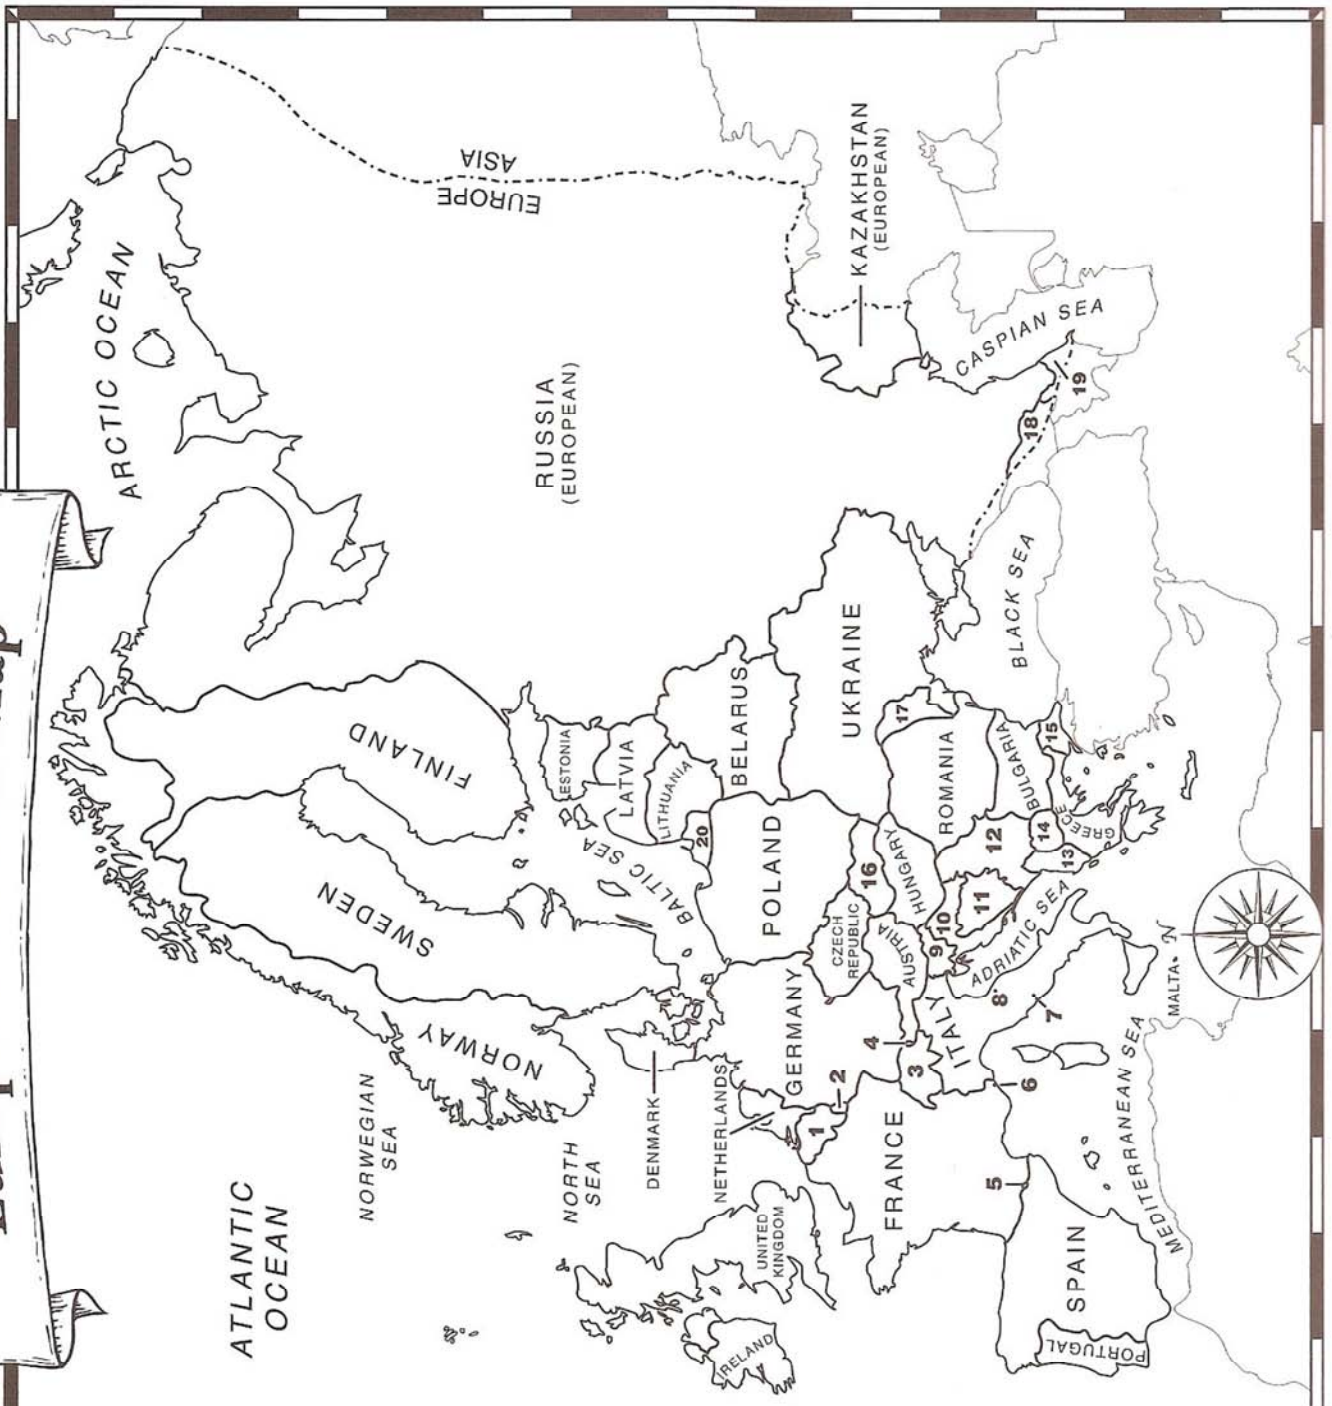 ARCTIC OCEAN
ATLANTIC
OCEAN
NORWEGIAN
SEA
NORTH
SEA
NORWAY
SWEDEN
FINLAND
RUSSIA
(EUROPEAN)
EUROPE
ASIA
KAZAKHSTAN
(EUROPEAN)
ESTONIA
LATVIA
LITHUANIA
20
BALTIC SEA
DENMARK
NETHERLANDS
UNITED
KINGDOM
IRELAND
BELARUS
POLAND
GERMANY
UKRAINE
CZECH
REPUBLIC
16
AUSTRIA
HUNGARY
ROMANIA
17
1
2
3
4
FRANCE
5
6
7
8
ITALY
9
10
11
12
13
14
15
BULGARIA
GREECE
ADRIATIC SEA
BLACK SEA
CASPIAN SEA
18
19
SPAIN
PORTUGAL
MEDITERRANEAN SEA
MALTA
N